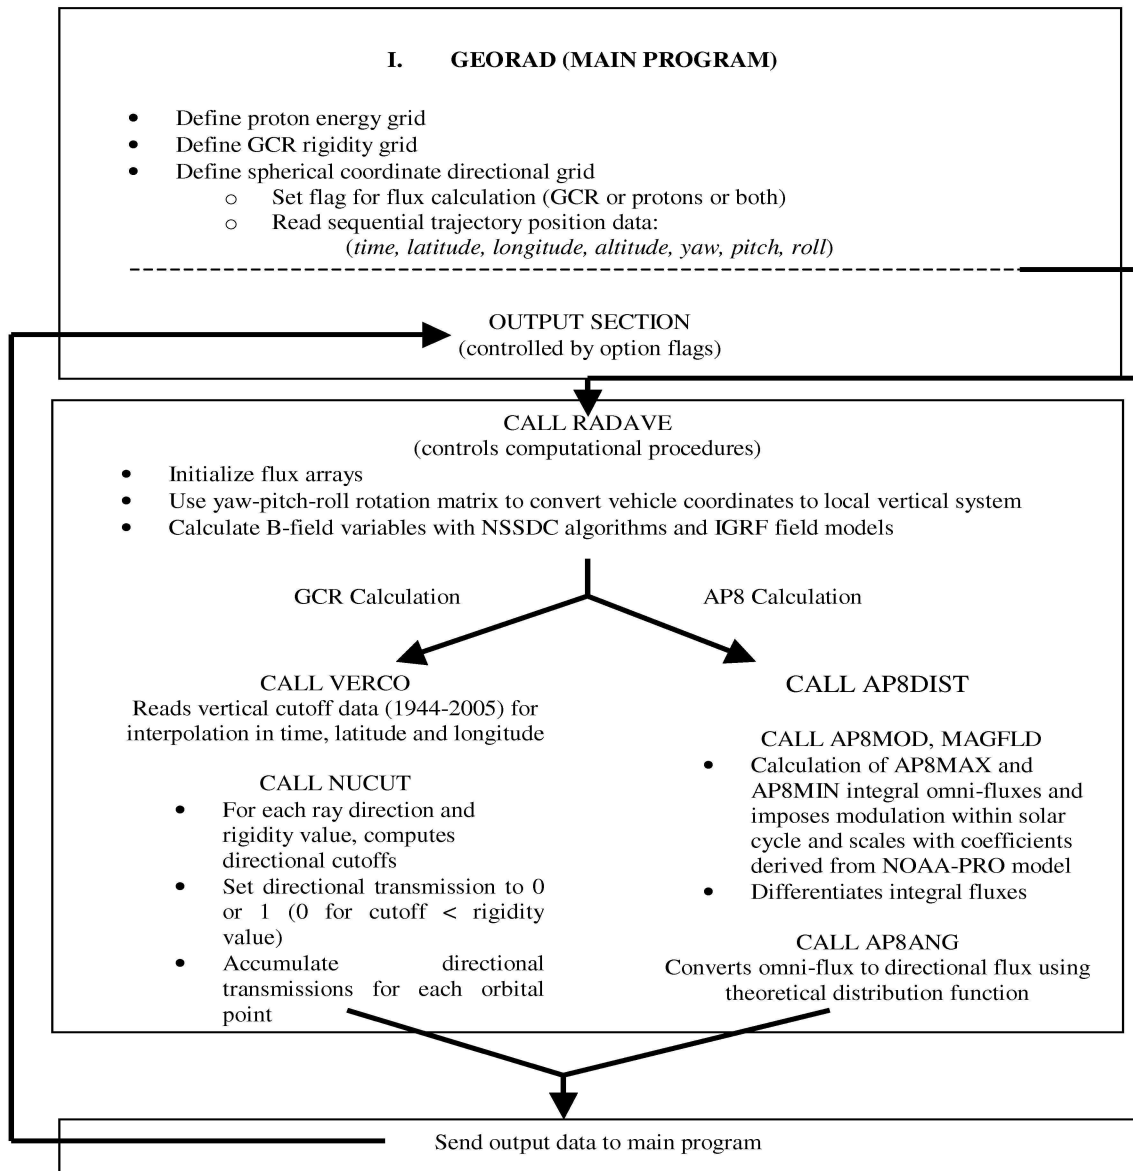 I. GEORAD (MAIN PROGRAM)
• Define proton energy grid
• Define GCR rigidity grid
• Define spherical coordinate directional grid
o Set flag for flux calculation (GCR or protons or both)
o Read sequential trajectory position data:
(time, latitude, longitude, altitude, yaw, pitch, roll)
OUTPUT SECTION
(controlled by option flags)
CALL RADAVE
(controls computational procedures)
• Initialize flux arrays
• Use yaw-pitch-roll rotation matrix to convert vehicle coordinates to local vertical system
• Calculate B-field variables with NSSDC algorithms and IGRF field models
GCR Calculation
AP8 Calculation
CALL VERCO
Reads vertical cutoff data (1944-2005) for
interpolation in time, latitude and longitude
CALL NUCUT
• For each ray direction and
rigidity value, computes
directional cutoffs
• Set directional transmission to 0
or 1 (0 for cutoff < rigidity
value)
• Accumulate directional
transmissions for each orbital
point
CALL AP8DIST
CALL AP8MOD, MAGFLD
• Calculation of AP8MAX and
AP8MIN integral omni-fluxes and
imposes modulation within solar
cycle and scales with coefficients
derived from NOAA-PRO model
• Differentiates integral fluxes
CALL AP8ANG
Converts omni-flux to directional flux using
theoretical distribution function
Send output data to main program